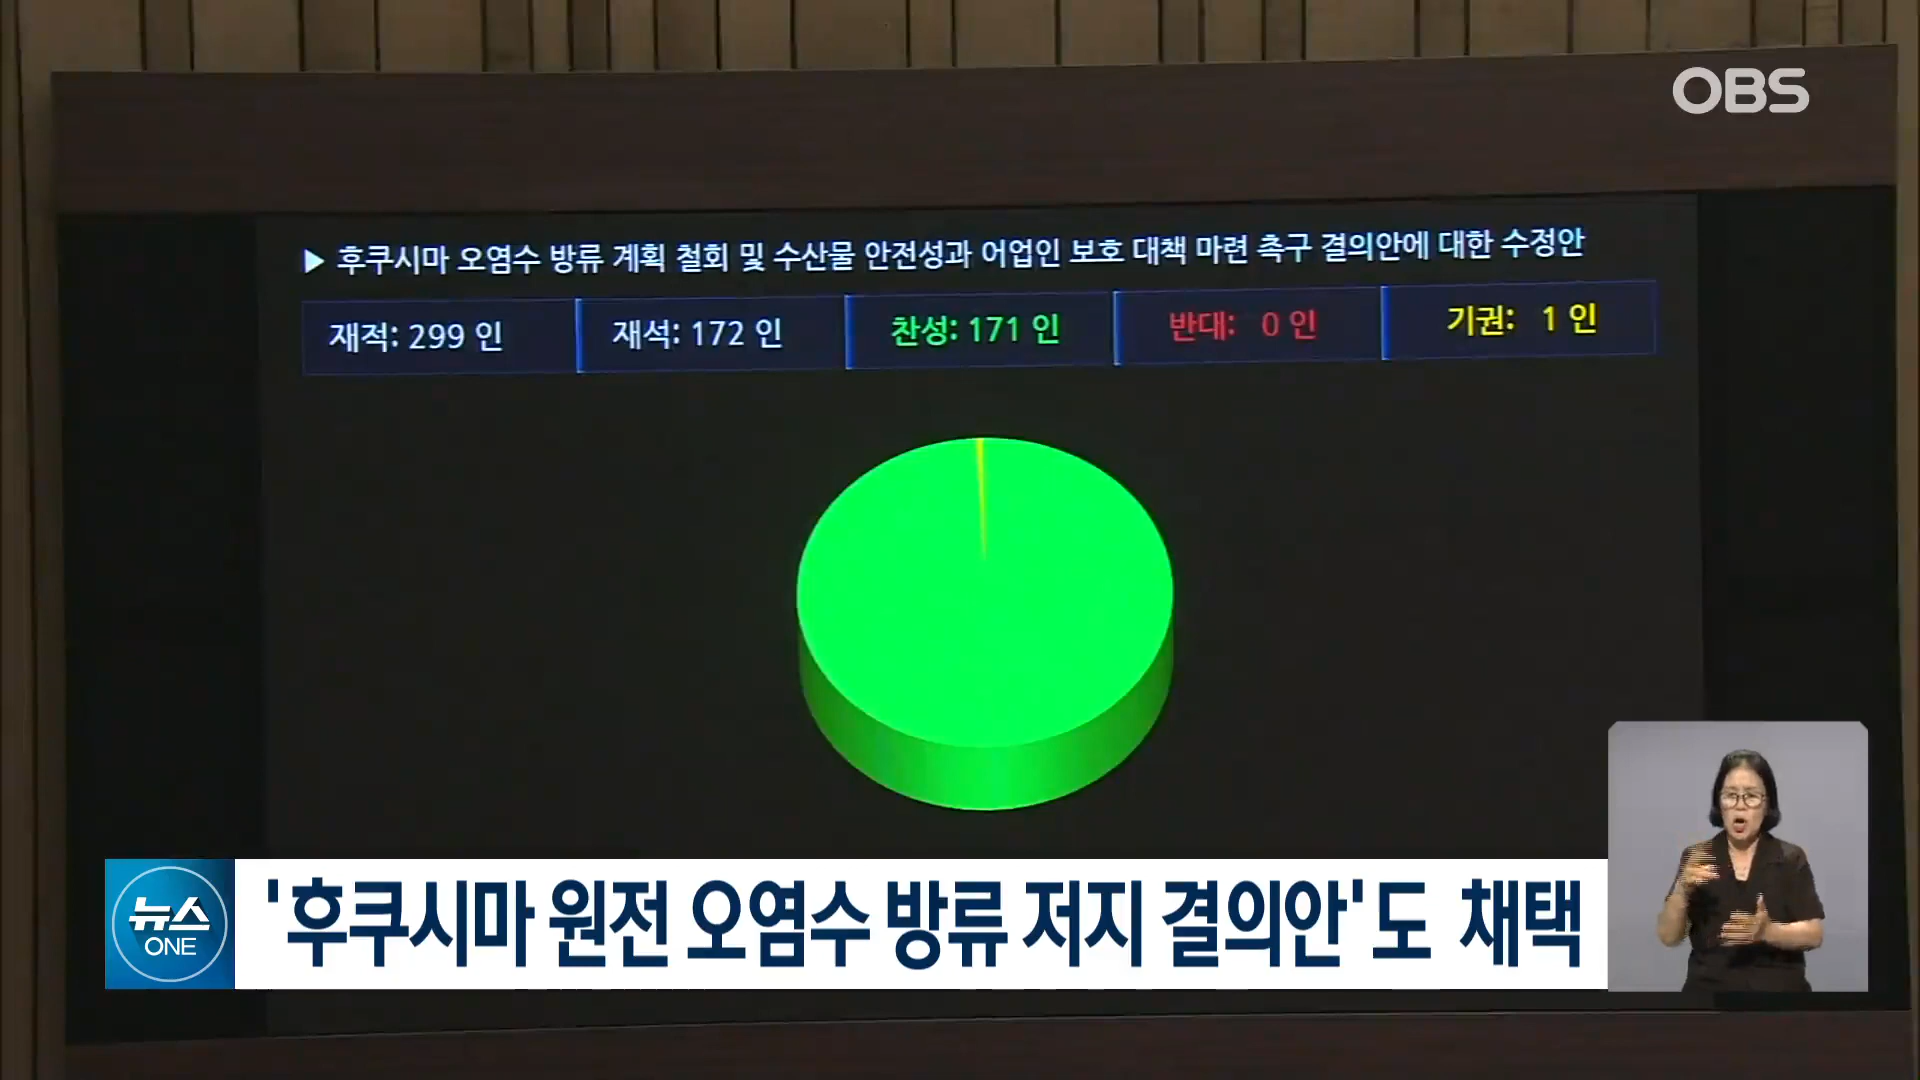 OBS
▶ 후쿠시마 오염수 방류 계획 철회 및 수산물 안전성과 어업인 보호 대책 마련 촉구 결의안에 대한 수정안
재적: 299 인 재석: 172 인 찬성: 171 인 반대: 0 인 기권: 1 인
뉴스
ONE
'후쿠시마 원전 오염수 방류 저지 결의안'도 채택